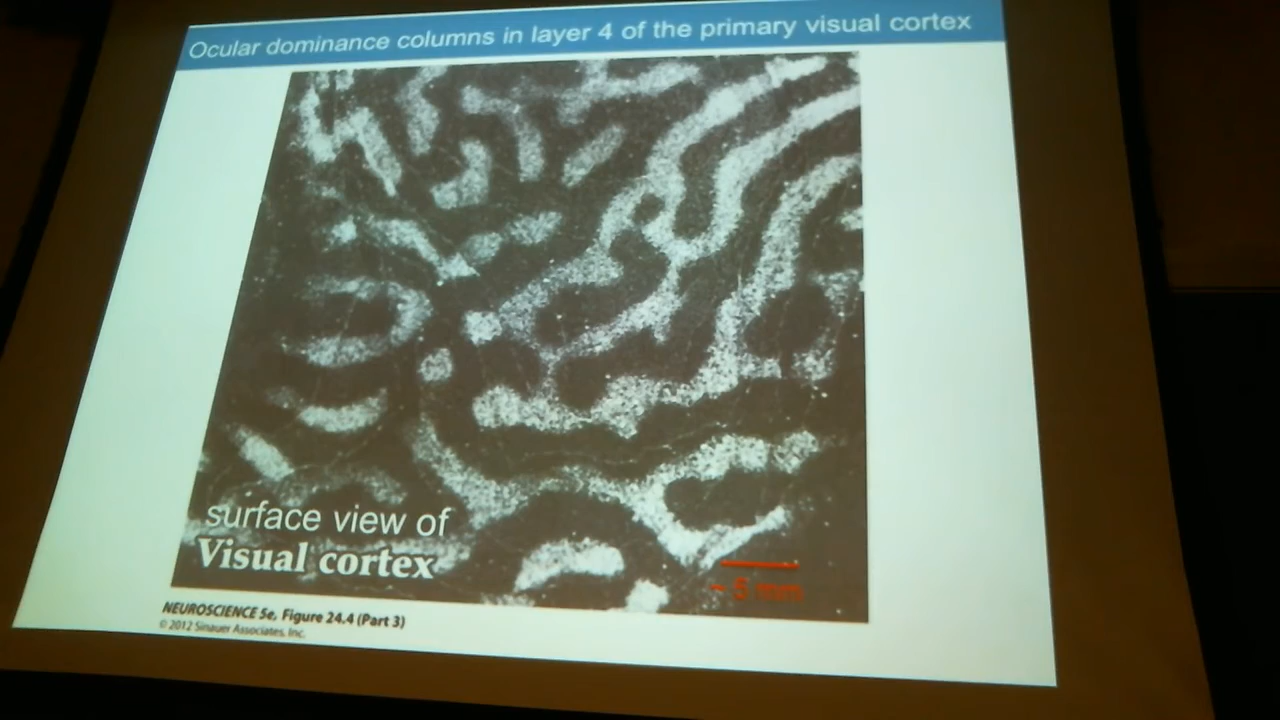 Ocular dominance columns in layer 4 of the primary visual cortex
surface view of
Visual cortex
~ 5 mm
NEUROSCIENCE 5e, Figure 24.4 (Part 3)
© 2012 Sinauer Associates, Inc.